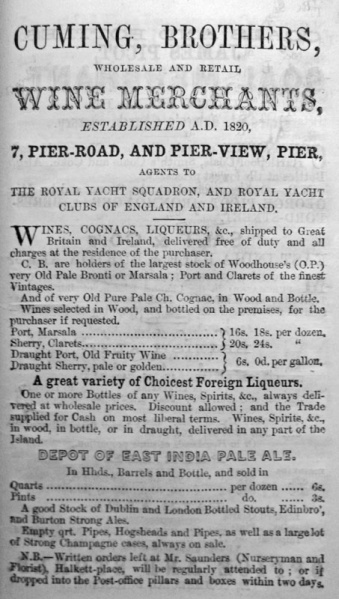 CUMING, BROTHERS,
WHOLESALE AND RETAIL
WINE MERCHANTS,
ESTABLISHED A.D. 1820,
7, PIER-ROAD, AND PIER-VIEW, PIER,
AGENTS TO
THE ROYAL YACHT SQUADRON, AND ROYAL YACHT
CLUBS OF ENGLAND AND IRELAND.
WINES, COGNACS, LIQUEURS, &c., shipped to Great
Britain and Ireland, delivered free of duty and all
charges at the residence of the purchaser.
C. B. are holders of the largest stock of Woodhouse's (O.P.)
very Old Pale Bronti or Marsala; Port and Clarets of the finest
Vintages.
And of very Old Pure Pale Ch. Cognac, in Wood and Bottle.
Wines selected in Wood, and bottled on the premises, for the
purchaser if requested.
Port, Marsala ........................ } 16s. 18s. per dozen.
Sherry, Clarets ........................ } 20s, 24s. "
Draught Port, Old Fruity Wine ............ } 6s. 0d. per gallon.
Draught Sherry, pale or golden ............ }
A great variety of Choicest Foreign Liqueurs.
One or more Bottles of any Wines, Spirits, &c., always deli-
vered at wholesale prices. Discount allowed; and the Trade
supplied for Cash on most liberal terms. Wines, Spirits, &c.,
in wood, in bottle, or in draught, delivered in any part of the
Island.
DEPOT OF EAST INDIA PALE ALE.
In Hhds., Barrels and Bottle, and sold in
Quarts ........................ per dozen ...... 6s.
Pints ........................ do. ...... 3s.
A good Stock of Dublin and London Bottled Stouts, Edinbro',
and Burton Strong Ales.
Empty qrt. Pipes, Hogsheads and Pipes, as well as a large lot
of Strong Champagne cases, always on sale.
N.B.—Written orders left at Mr. Saunders (Nurseryman and
Florist), Halkett-place, will be regularly attended to; or if
dropped into the Post-office pillars and boxes within two days.